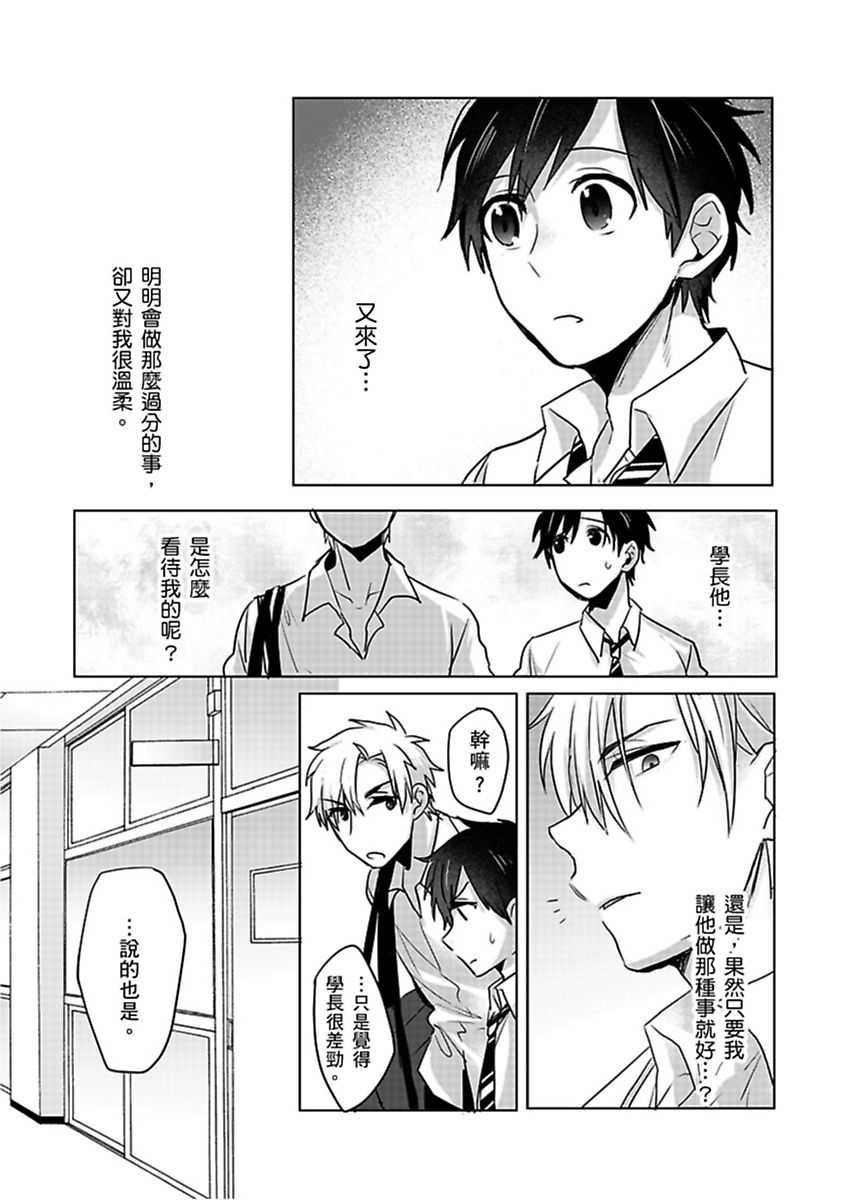 又來了…
明明會做那麼過分的事，
卻又對我很溫柔。
學長他…
是怎麼
看待我的呢？
還是，果然只要我
讓他做那種事就好…？
幹嘛？
…只是覺得
學長很差勁。
…說的也是。